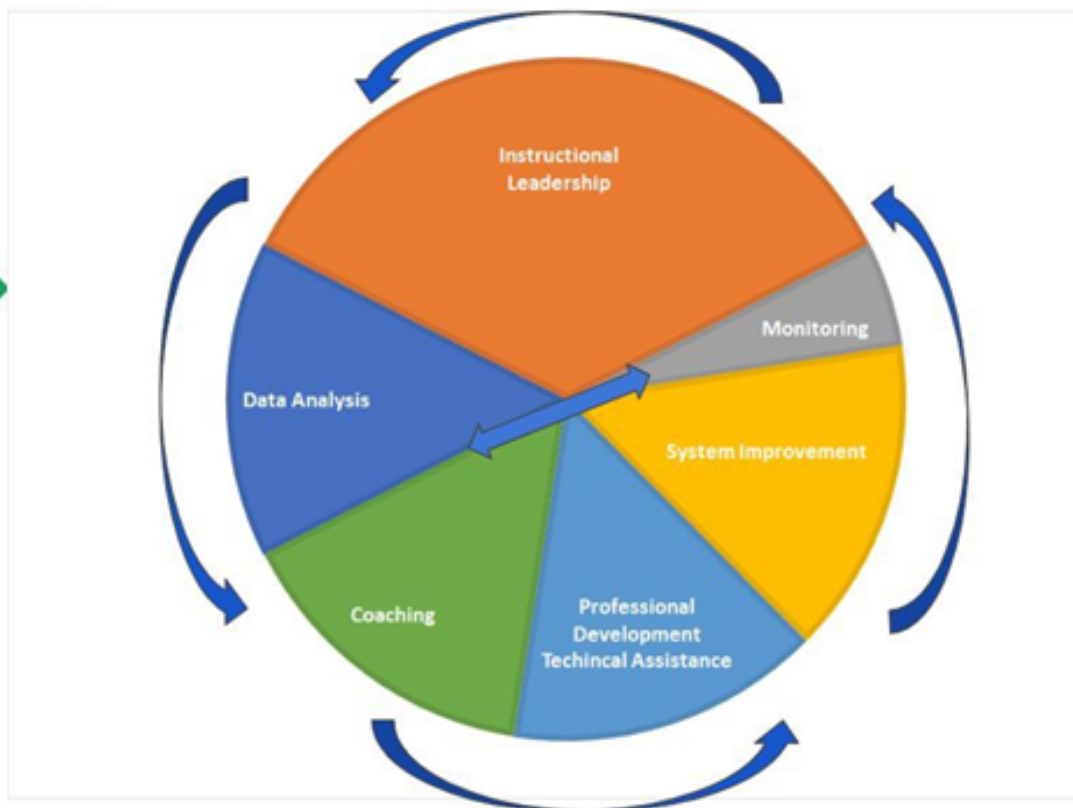 Instructional
Leadership
Monitoring
Data Analysis
System Improvement
Coaching
Professional
Development
Techincal Assistance